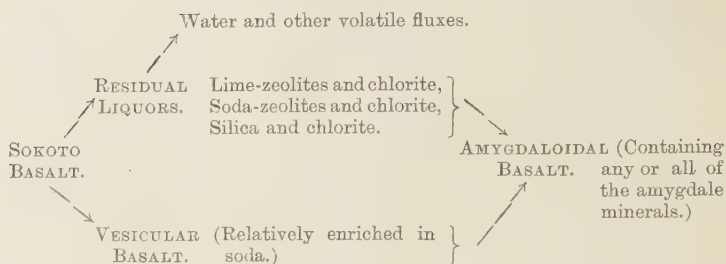 Water and other volatile fluxes.
RESIDUAL LIQUORS.
Lime-zeolites and chlorite,
Soda-zeolites and chlorite,
Silica and chlorite.
SOKOTO BASALT.
AMYGDALOIDAL BASALT.
(Containing any or all of the amygdale minerals.)
VESICULAR BASALT.
(Relatively enriched in soda.)